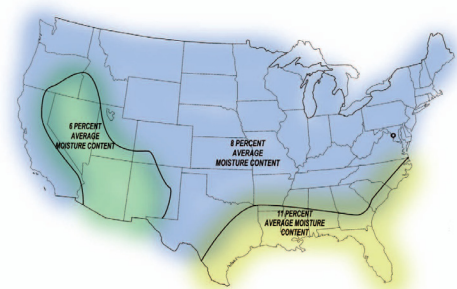 6 PERCENT
AVERAGE
MOISTURE CONTENT
8 PERCENT
AVERAGE
MOISTURE CONTENT
11 PERCENT
AVERAGE MOISTURE
CONTENT